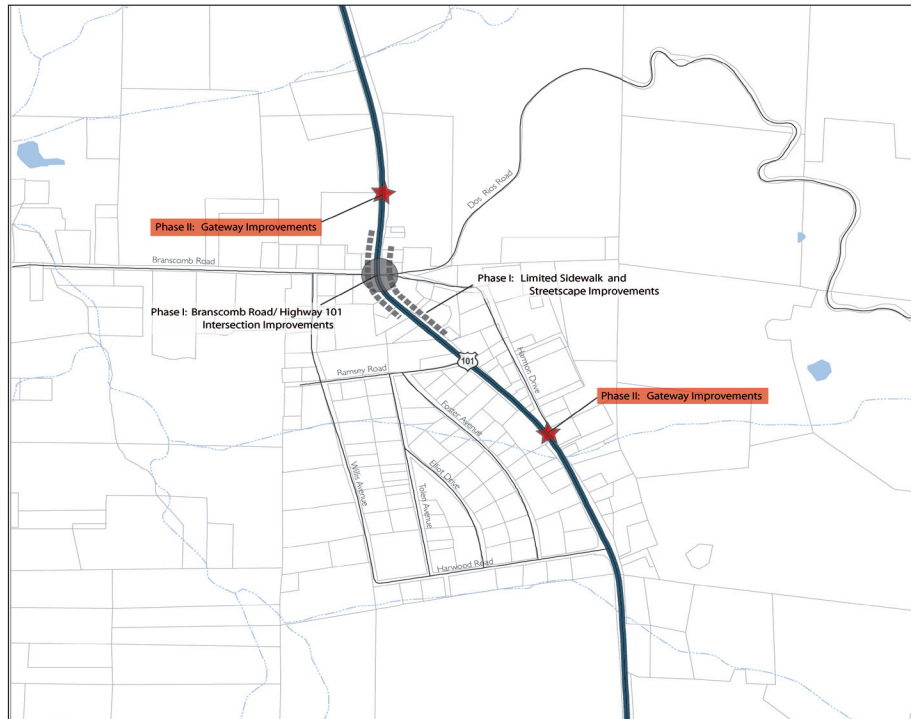 Dos Rios Road
Phase II: Gateway Improvements
Branscomb Road
Phase I: Limited Sidewalk and
Streetscape Improvements
Phase I: Branscomb Road/ Highway 101
Intersection Improvements
101
Ramsey Road
Harmon Drive
Phase II: Gateway Improvements
Foster Avenue
Elliot Drive
Willis Avenue
Tolen Avenue
Harwood Road